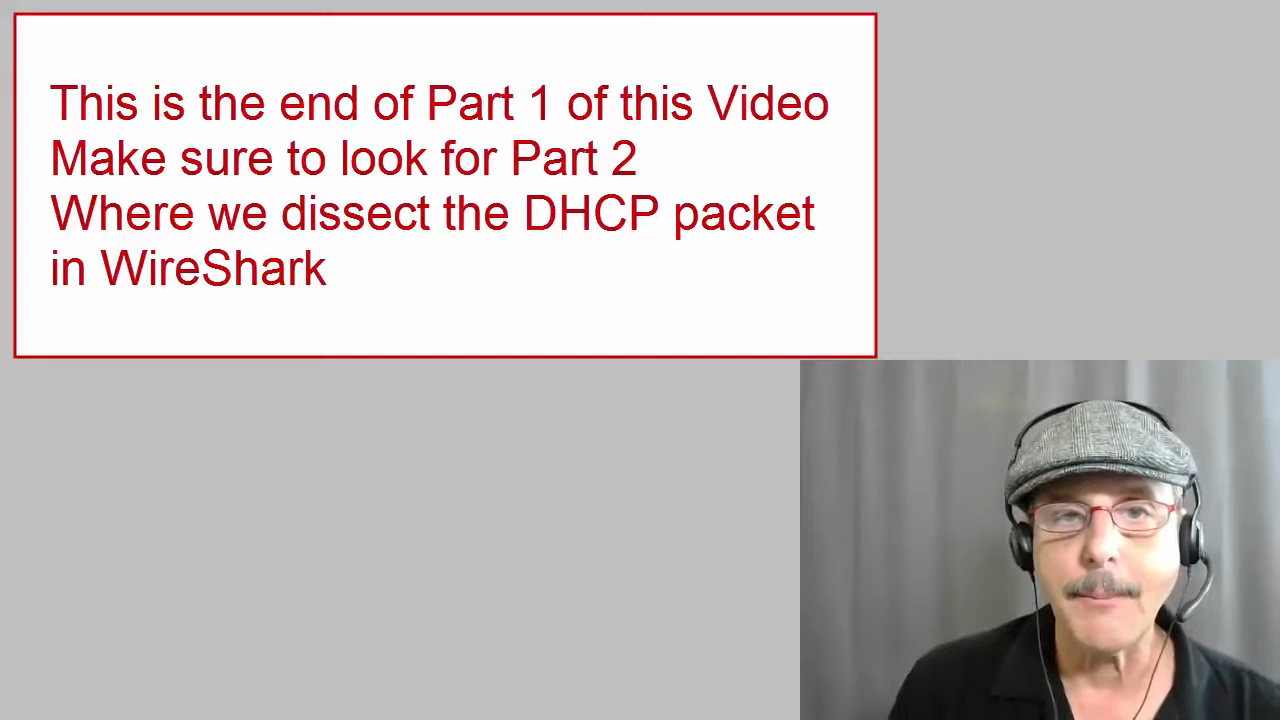 This is the end of Part 1 of this Video
Make sure to look for Part 2
Where we dissect the DHCP packet
in WireShark